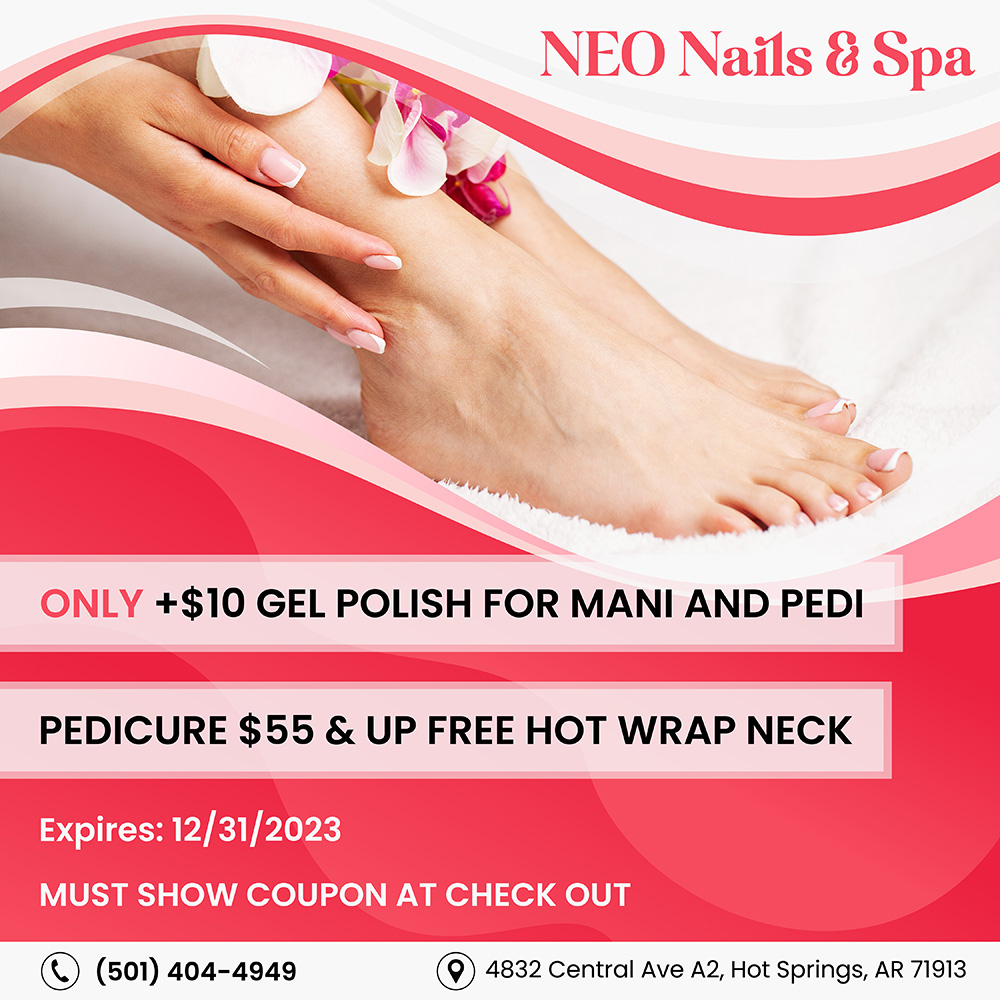 NEO Nails & Spa
ONLY +$10 GEL POLISH FOR MANI AND PEDI
PEDICURE $55 & UP FREE HOT WRAP NECK
Expires: 12/31/2023
MUST SHOW COUPON AT CHECK OUT
(501) 404-4949
4832 Central Ave A2, Hot Springs, AR 71913